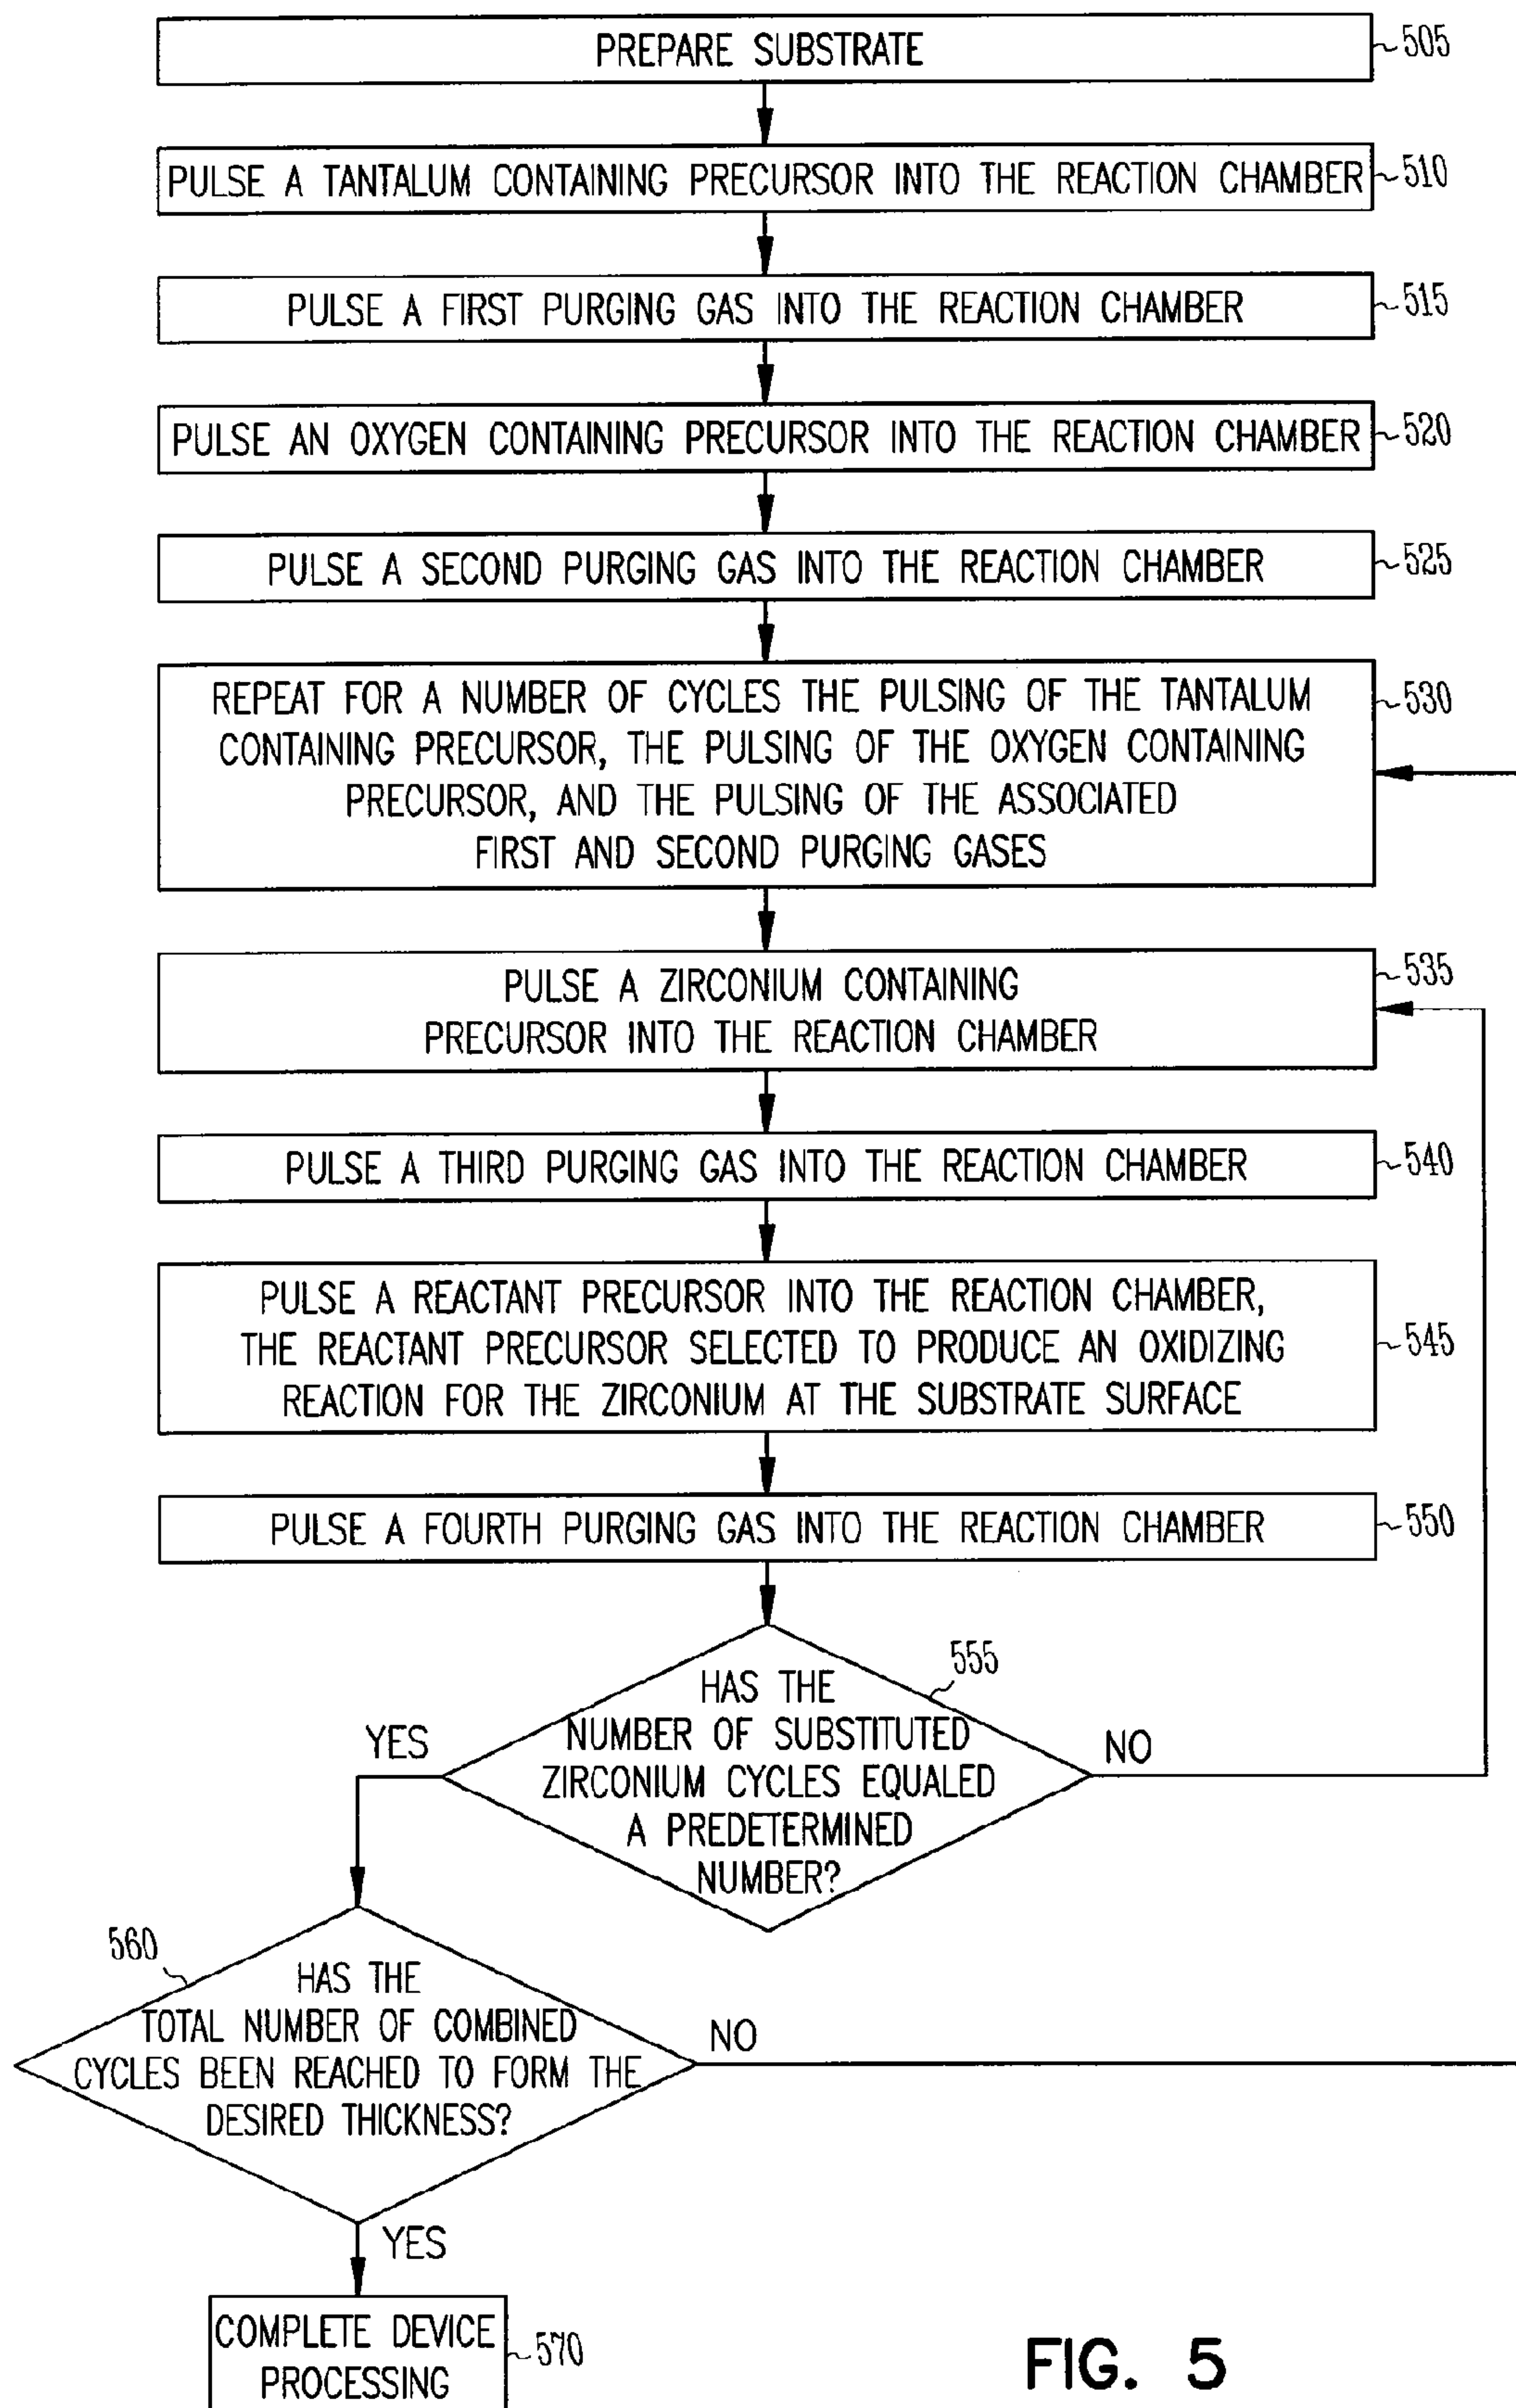 PREPARE SUBSTRATE
505
PULSE A TANTALUM CONTAINING PRECURSOR INTO THE REACTION CHAMBER
510
PULSE A FIRST PURGING GAS INTO THE REACTION CHAMBER
515
PULSE AN OXYGEN CONTAINING PRECURSOR INTO THE REACTION CHAMBER
520
PULSE A SECOND PURGING GAS INTO THE REACTION CHAMBER
525
REPEAT FOR A NUMBER OF CYCLES THE PULSING OF THE TANTALUM
CONTAINING PRECURSOR, THE PULSING OF THE OXYGEN CONTAINING
PRECURSOR, AND THE PULSING OF THE ASSOCIATED
FIRST AND SECOND PURGING GASES
530
PULSE A ZIRCONIUM CONTAINING
PRECURSOR INTO THE REACTION CHAMBER
535
PULSE A THIRD PURGING GAS INTO THE REACTION CHAMBER
540
PULSE A REACTANT PRECURSOR INTO THE REACTION CHAMBER,
THE REACTANT PRECURSOR SELECTED TO PRODUCE AN OXIDIZING
REACTION FOR THE ZIRCONIUM AT THE SUBSTRATE SURFACE
545
PULSE A FOURTH PURGING GAS INTO THE REACTION CHAMBER
550
HAS THE
NUMBER OF SUBSTITUTED
ZIRCONIUM CYCLES EQUALED
A PREDETERMINED
NUMBER?
555
YES
NO
560
HAS THE
TOTAL NUMBER OF COMBINED
CYCLES BEEN REACHED TO FORM THE
DESIRED THICKNESS?
NO
YES
COMPLETE DEVICE
PROCESSING
570
FIG. 5